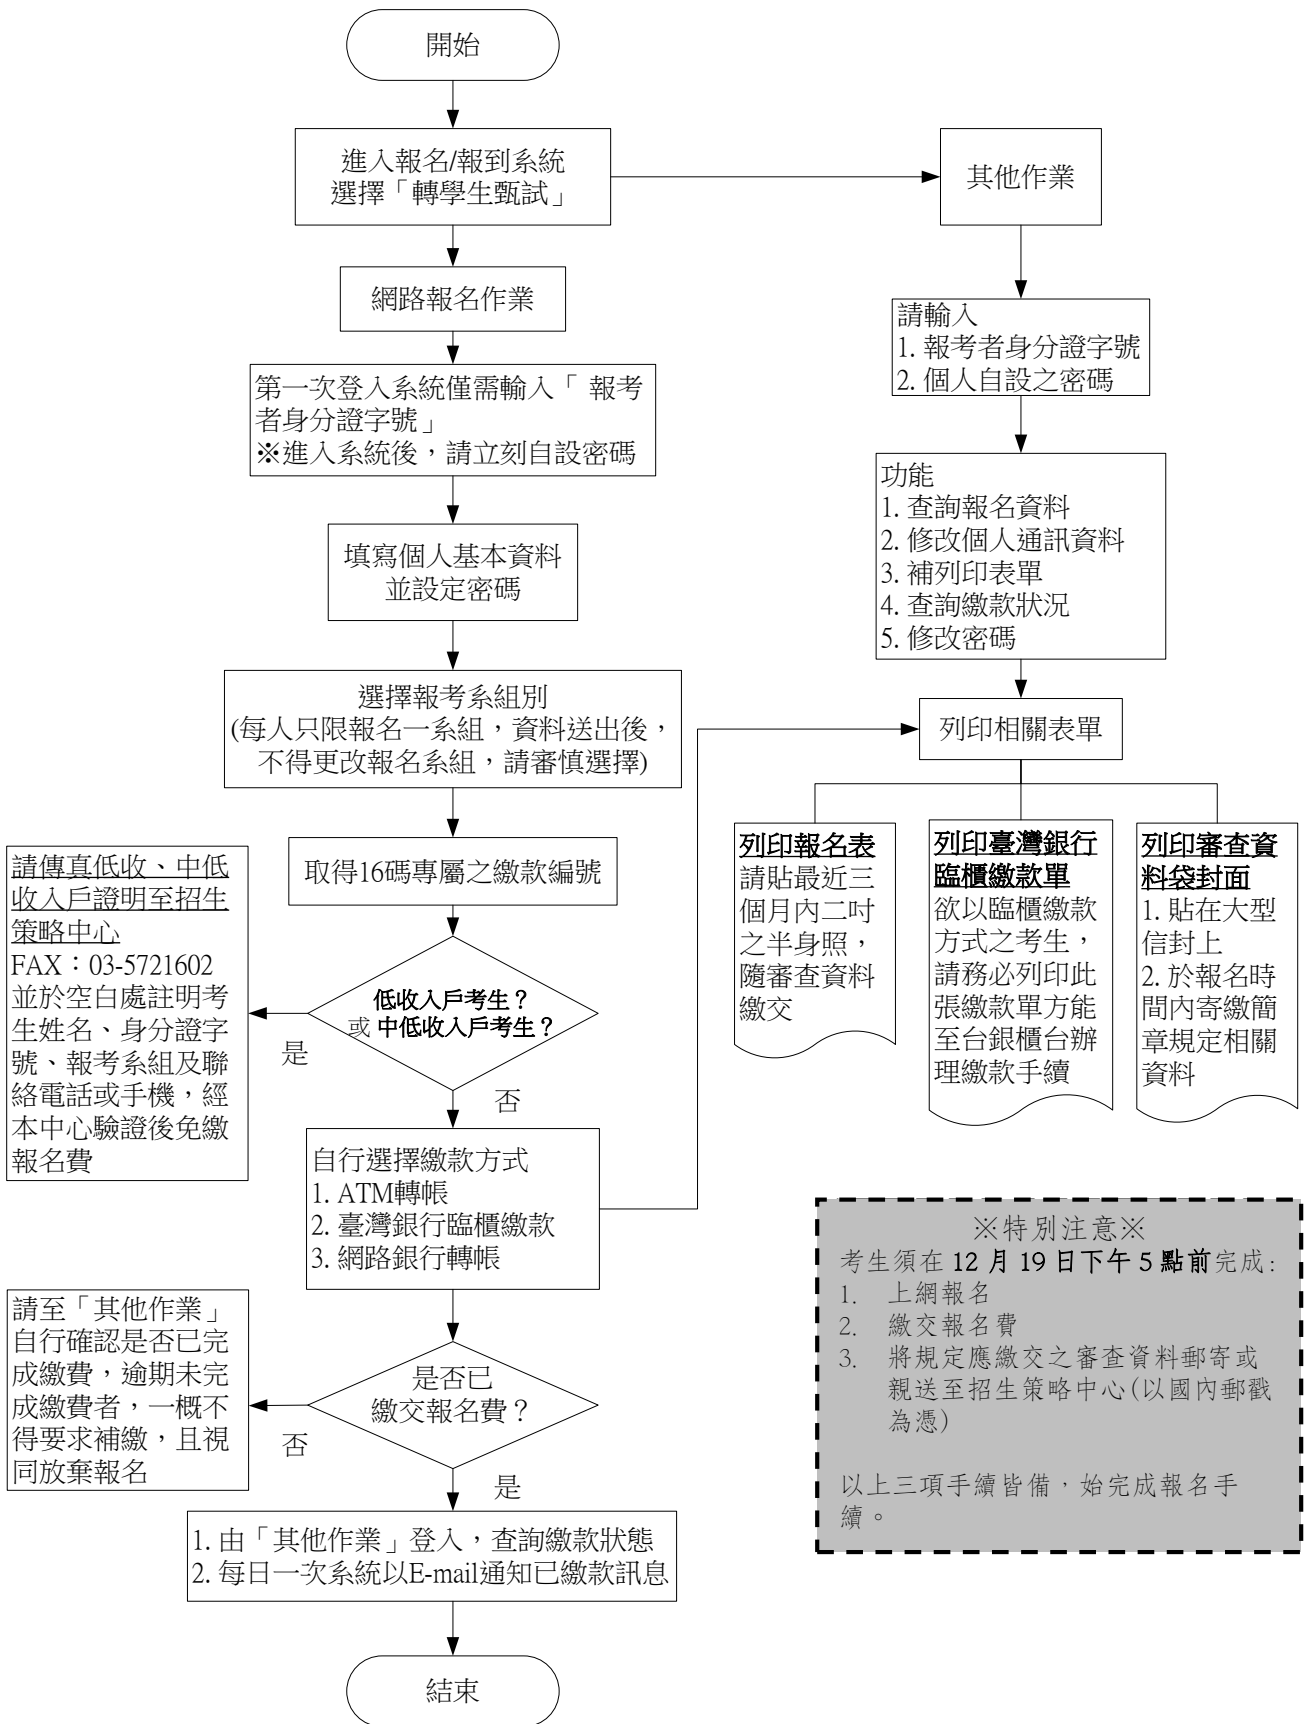 開始
進入報名/報到系統
選擇「轉學生甄試」
其他作業
網路報名作業
請輸入
1. 報考者身分證字號
2. 個人自設之密碼
第一次登入系統僅需輸入「 報考
者身分證字號」
※進入系統後，請立刻自設密碼
功能
1. 查詢報名資料
2. 修改個人通訊資料
3. 補列印表單
4. 查詢繳款狀況
5. 修改密碼
填寫個人基本資料
並設定密碼
選擇報考系組別
(每人只限報名一系組，資料送出後，
不得更改報名系組，請審慎選擇)
列印相關表單
取得16碼專屬之繳款編號
列印報名表
請貼最近三
個月內二吋
之半身照，
隨審查資料
繳交
列印臺灣銀行
臨櫃繳款單
欲以臨櫃繳款
方式之考生，
請務必列印此
張繳款單方能
至台銀櫃台辦
理繳款手續
列印審查資
料袋封面
1. 貼在大型
信封上
2. 於報名時
間內寄繳簡
章規定相關
資料
請傳真低收、中低
收入戶證明至招生
策略中心
FAX：03-5721602
並於空白處註明考
生姓名、身分證字
號、報考系組及聯
絡電話或手機，經
本中心驗證後免繳
報名費
低收入戶考生？
或 中低收入戶考生？
是
否
自行選擇繳款方式
1. ATM轉帳
2. 臺灣銀行臨櫃繳款
3. 網路銀行轉帳
※特別注意※
考生須在 12 月 19 日下午 5 點前完成:
1. 上網報名
2. 繳交報名費
3. 將規定應繳交之審查資料郵寄或
親送至招生策略中心(以國內郵戳
為憑)
以上三項手續皆備，始完成報名手
續。
請至「其他作業」
自行確認是否已完
成繳費，逾期未完
成繳費者，一概不
得要求補繳，且視
同放棄報名
是否已
繳交報名費？
否
是
1. 由「其他作業」登入，查詢繳款狀態
2. 每日一次系統以E-mail通知已繳款訊息
結束